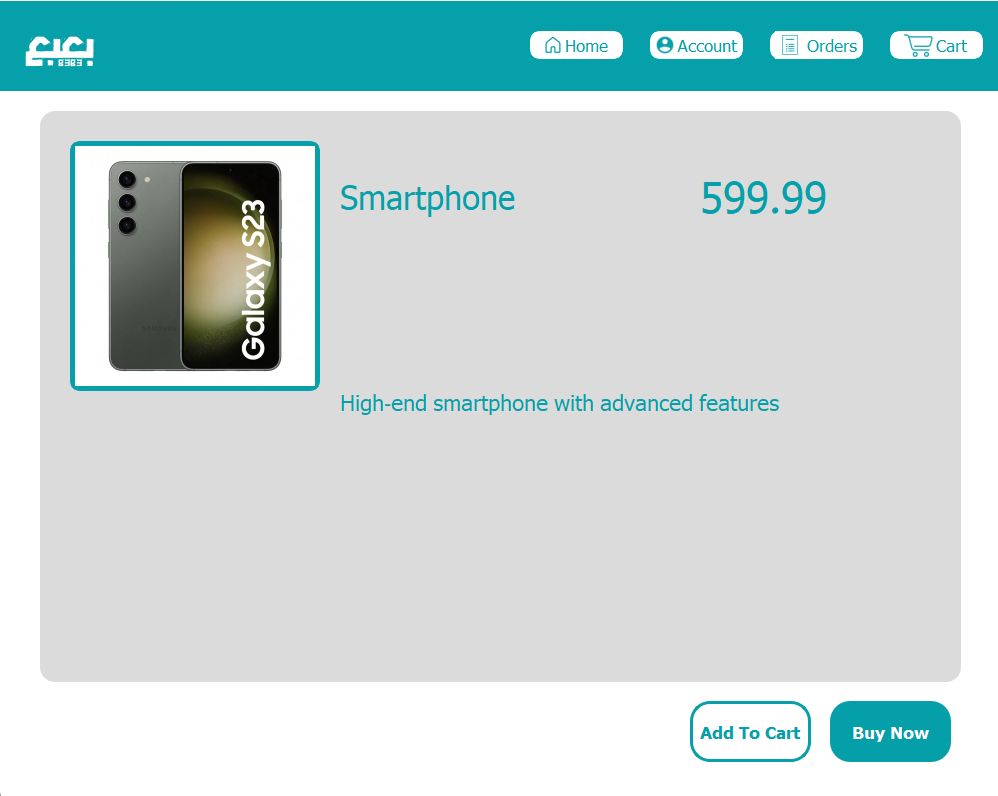 Home
Account
Orders
Cart
Smartphone
599.99
Galaxy S23
SAMSUNG
High-end smartphone with advanced features
Add To Cart
Buy Now